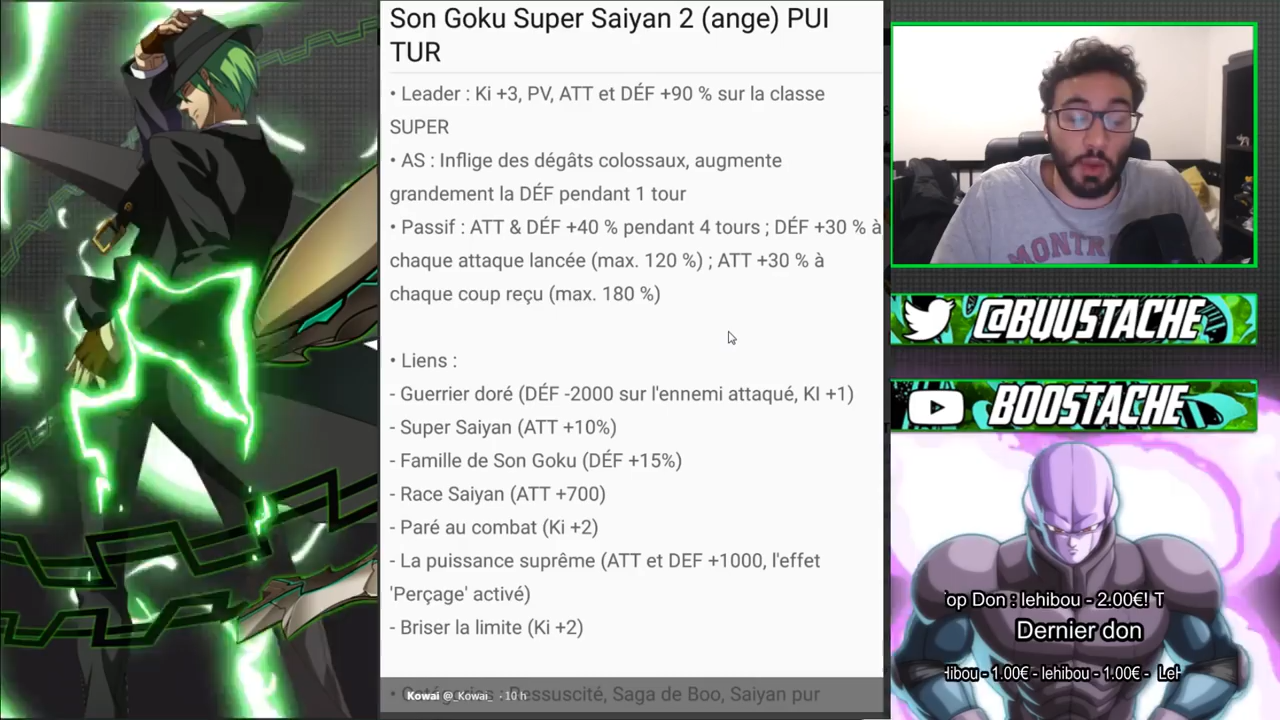 Son Goku Super Saiyan 2 (ange) PUI
TUR
• Leader : Ki +3, PV, ATT et DÉF +90 % sur la classe
SUPER
• AS : Inflige des dégâts colossaux, augmente
grandement la DÉF pendant 1 tour
• Passif : ATT & DÉF +40 % pendant 4 tours ; DÉF +30 % à
chaque attaque lancée (max. 120 %) ; ATT +30 % à
chaque coup reçu (max. 180 %)
• Liens :
- Guerrier doré (DÉF -2000 sur l'ennemi attaqué, KI +1)
- Super Saiyan (ATT +10%)
- Famille de Son Goku (DÉF +15%)
- Race Saiyan (ATT +700)
- Paré au combat (Ki +2)
- La puissance suprême (ATT et DEF +1000, l'effet
'Perçage' activé)
- Briser la limite (Ki +2)
Ressuscité, Saga de Boo, Saiyan pur
Kowai @_Kowai_ · 10 h
MONTR
@BUUSTACHE
BOOSTACHE
op Don : lehibou - 2.00€! T
Dernier don
hibou - 1.00€ - lehibou - 1.00€ - Leh